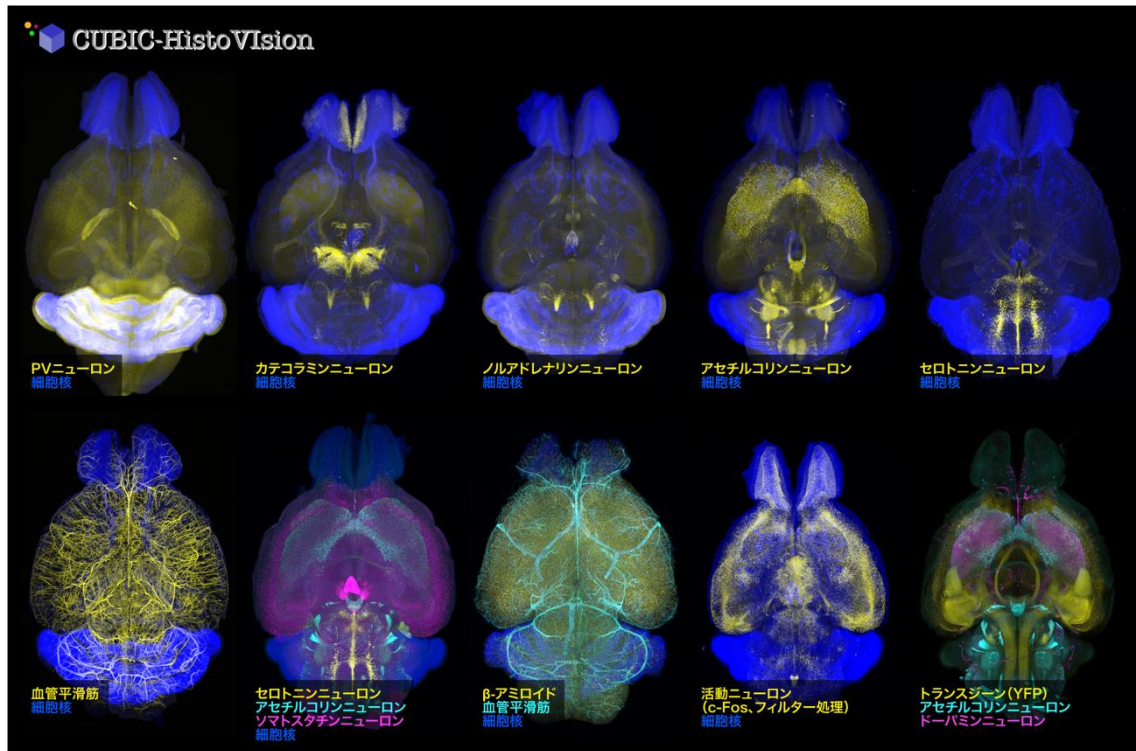 CUBIC-HistoVIsion
PVニューロン
細胞核
カテコラミンニューロン
細胞核
ノルアドレナリンニューロン
細胞核
アセチルコリンニューロン
細胞核
セロトニンニューロン
細胞核
血管平滑筋
細胞核
セロトニンニューロン
アセチルコリンニューロン
ソマトスタチンニューロン
細胞核
β-アミロイド
血管平滑筋
活動ニューロン
(c-Fos、フィルター処理)
細胞核
トランスジーン(YFP)
アセチルコリンニューロン
ドーパミンニューロン